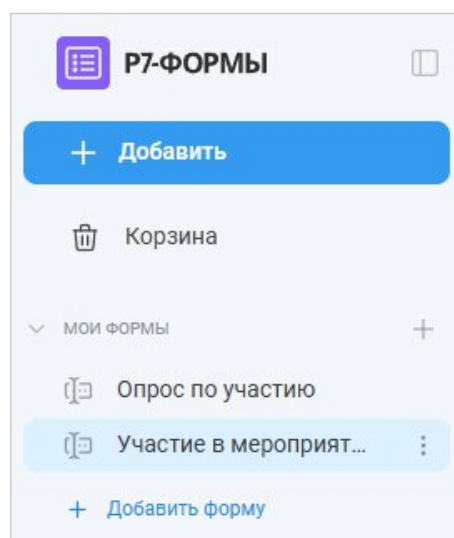 Р7-ФОРМЫ
Добавить
Корзина
МОИ ФОРМЫ
Опрос по участию
Участие в мероприят...
Добавить форму